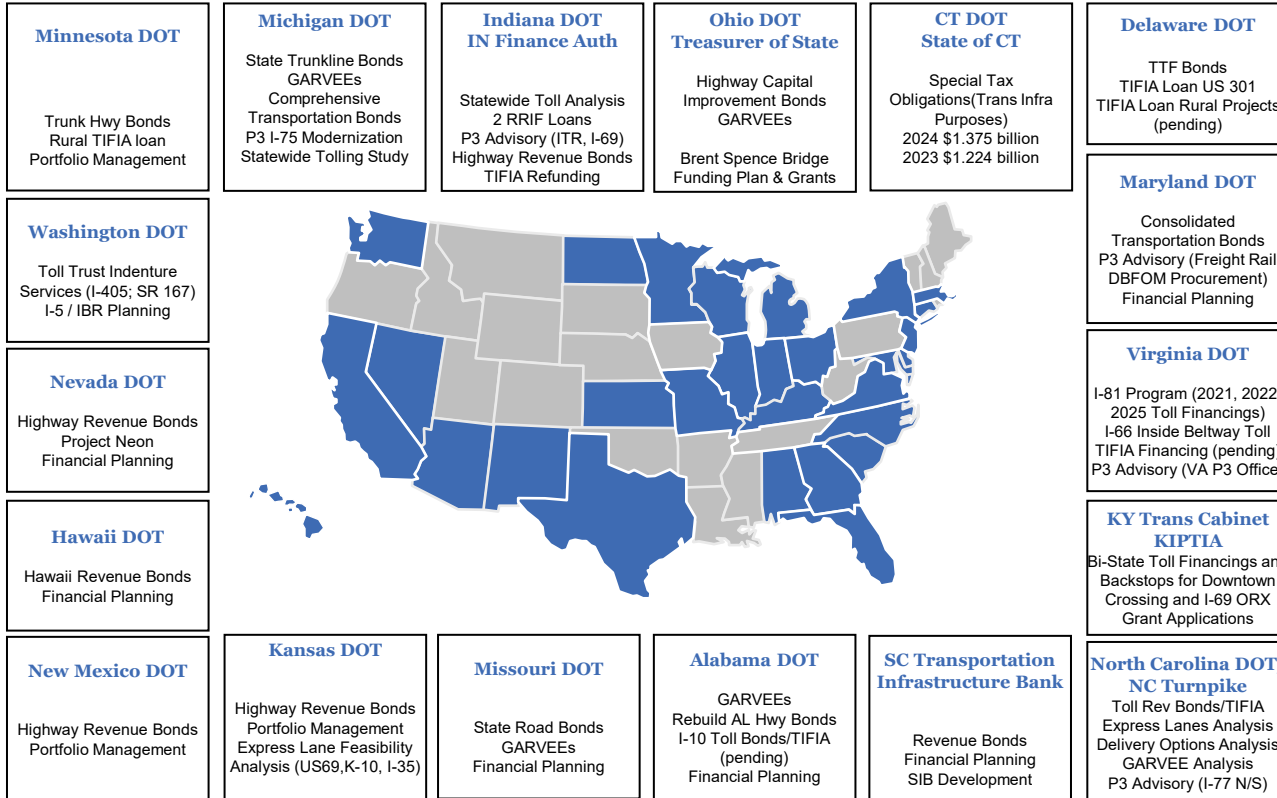 Minnesota DOT
Trunk Hwy Bonds
Rural TIFIA loan
Portfolio Management
Michigan DOT
State Trunkline Bonds
GARVEEs
Comprehensive
Transportation Bonds
P3 I-75 Modernization
Statewide Tolling Study
Indiana DOT
IN Finance Auth
Statewide Toll Analysis
2 RRIF Loans
P3 Advisory (ITR, I-69)
Highway Revenue Bonds
TIFIA Refunding
Ohio DOT
Treasurer of State
Highway Capital
Improvement Bonds
GARVEEs
Brent Spence Bridge
Funding Plan & Grants
CT DOT
State of CT
Special Tax
Obligations(Trans Infra
Purposes)
2024 $1.375 billion
2023 $1.224 billion
Delaware DOT
TTF Bonds
TIFIA Loan US 301
TIFIA Loan Rural Projects
(pending)
Washington DOT
Toll Trust Indenture
Services (I-405; SR 167)
I-5 / IBR Planning
Maryland DOT
Consolidated
Transportation Bonds
P3 Advisory (Freight Rail
DBFOM Procurement)
Financial Planning
Nevada DOT
Highway Revenue Bonds
Project Neon
Financial Planning
Virginia DOT
I-81 Program (2021, 2022
2025 Toll Financings)
I-66 Inside Beltway Toll
TIFIA Financing (pending)
P3 Advisory (VA P3 Office
Hawaii DOT
Hawaii Revenue Bonds
Financial Planning
KY Trans Cabinet
KIPTIA
Bi-State Toll Financings an
Backstops for Downtown
Crossing and I-69 ORX
Grant Applications
New Mexico DOT
Highway Revenue Bonds
Portfolio Management
Kansas DOT
Highway Revenue Bonds
Portfolio Management
Express Lane Feasibility
Analysis (US69,K-10, I-35)
Missouri DOT
State Road Bonds
GARVEEs
Financial Planning
Alabama DOT
GARVEEs
Rebuild AL Hwy Bonds
I-10 Toll Bonds/TIFIA
(pending)
Financial Planning
SC Transportation
Infrastructure Bank
Revenue Bonds
Financial Planning
SIB Development
North Carolina DOT
NC Turnpike
Toll Rev Bonds/TIFIA
Express Lanes Analysis
Delivery Options Analysis
GARVEE Analysis
P3 Advisory (I-77 N/S)